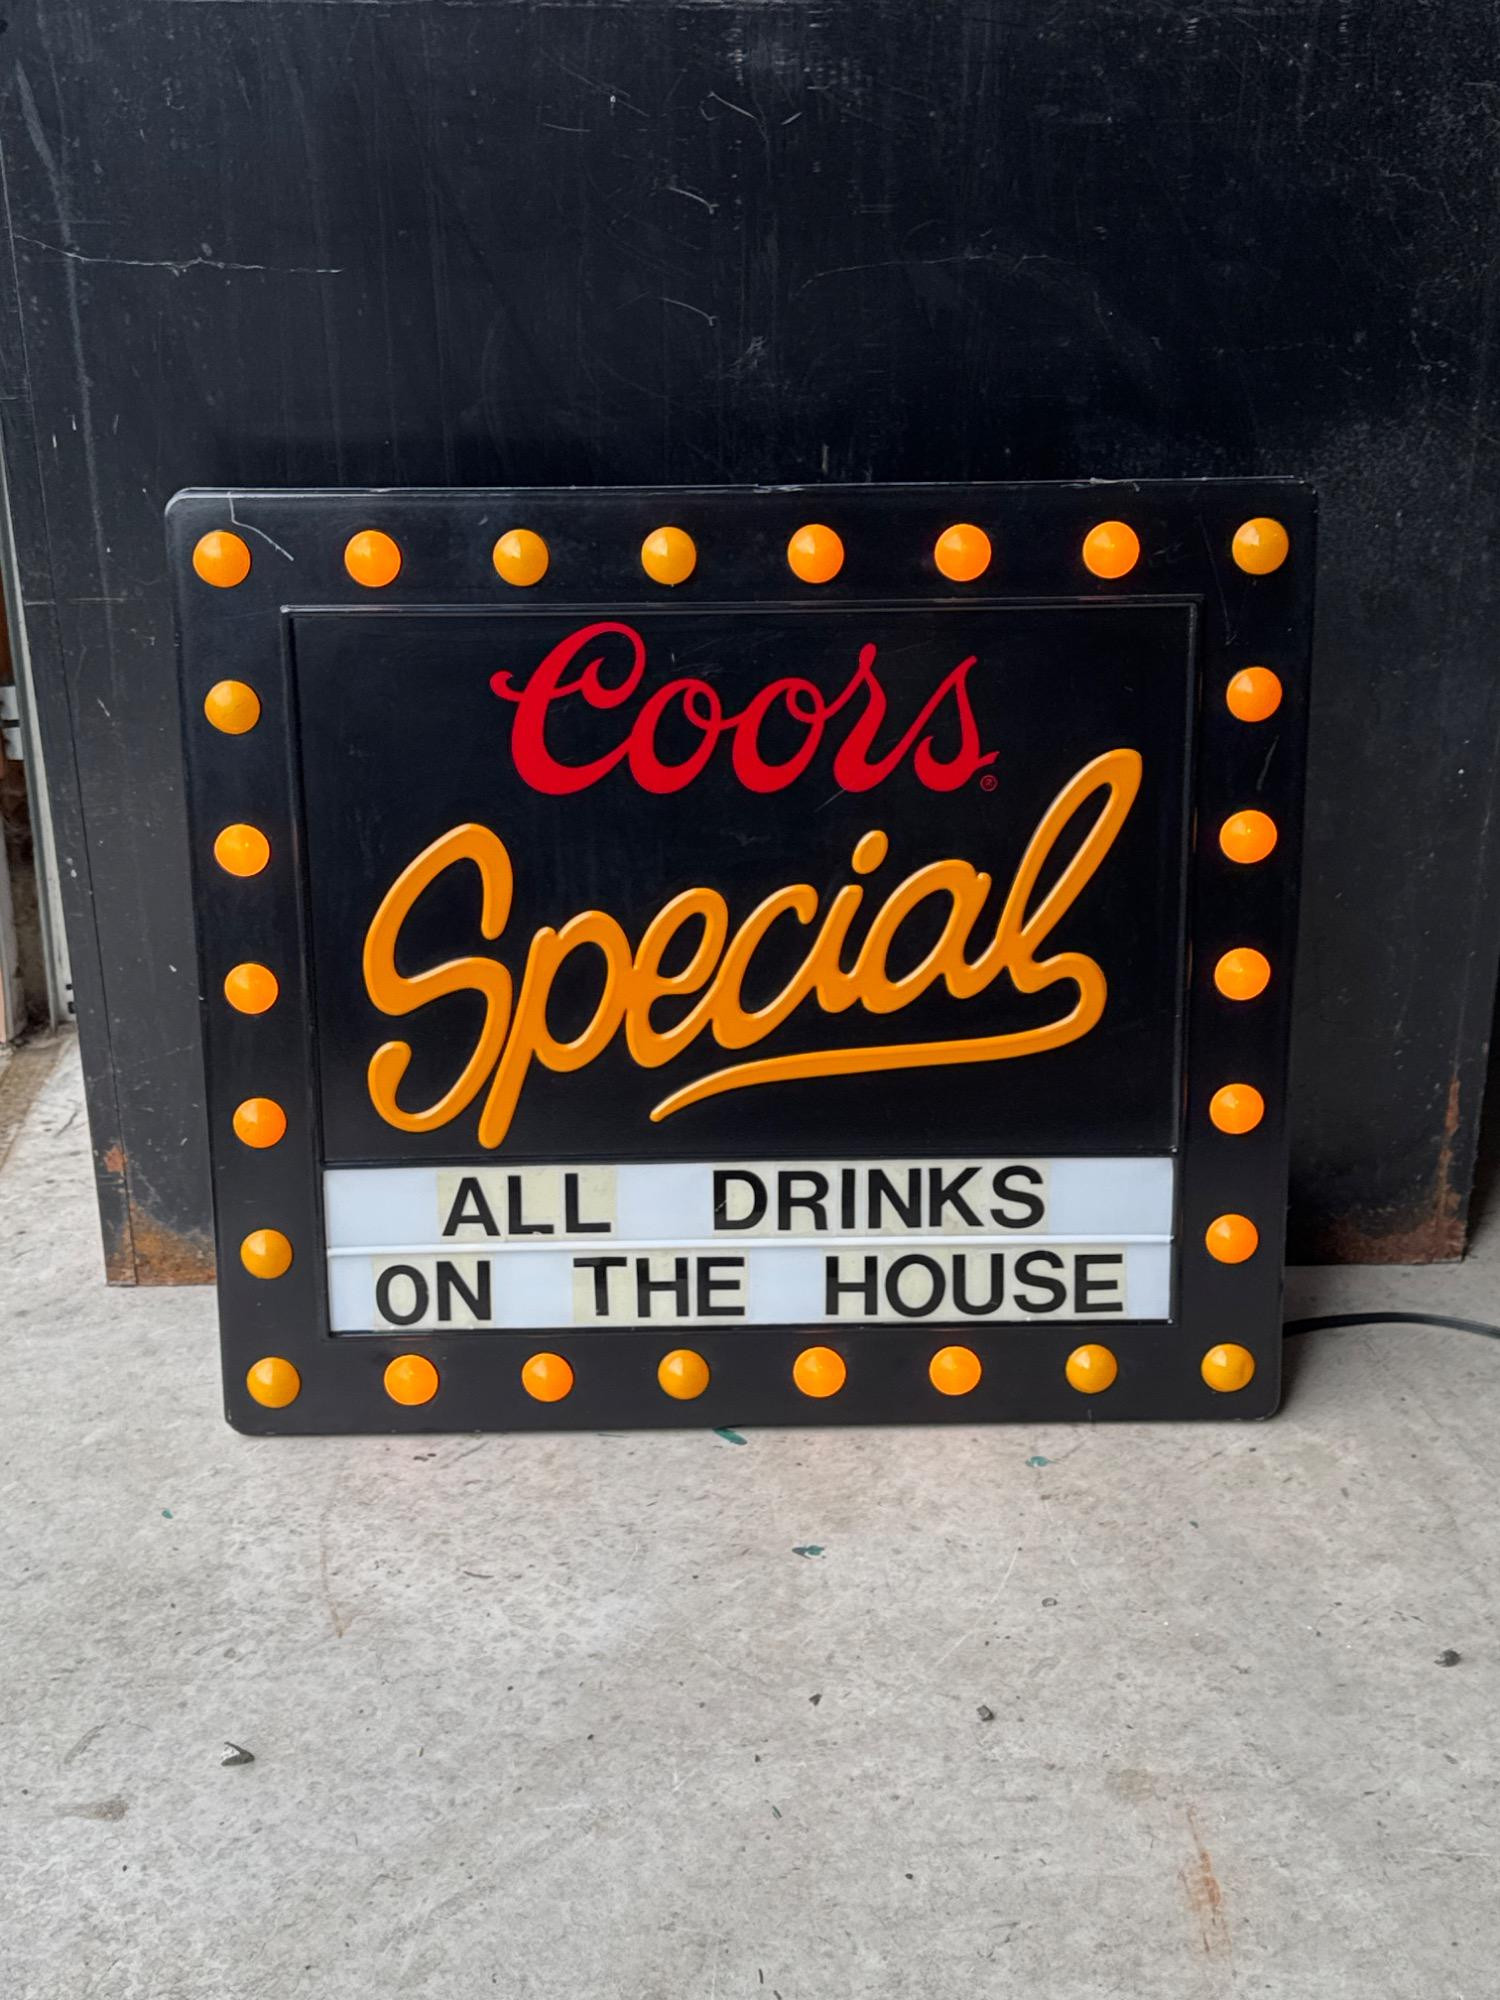 Coors®
Special
ALL DRINKS
ON THE HOUSE